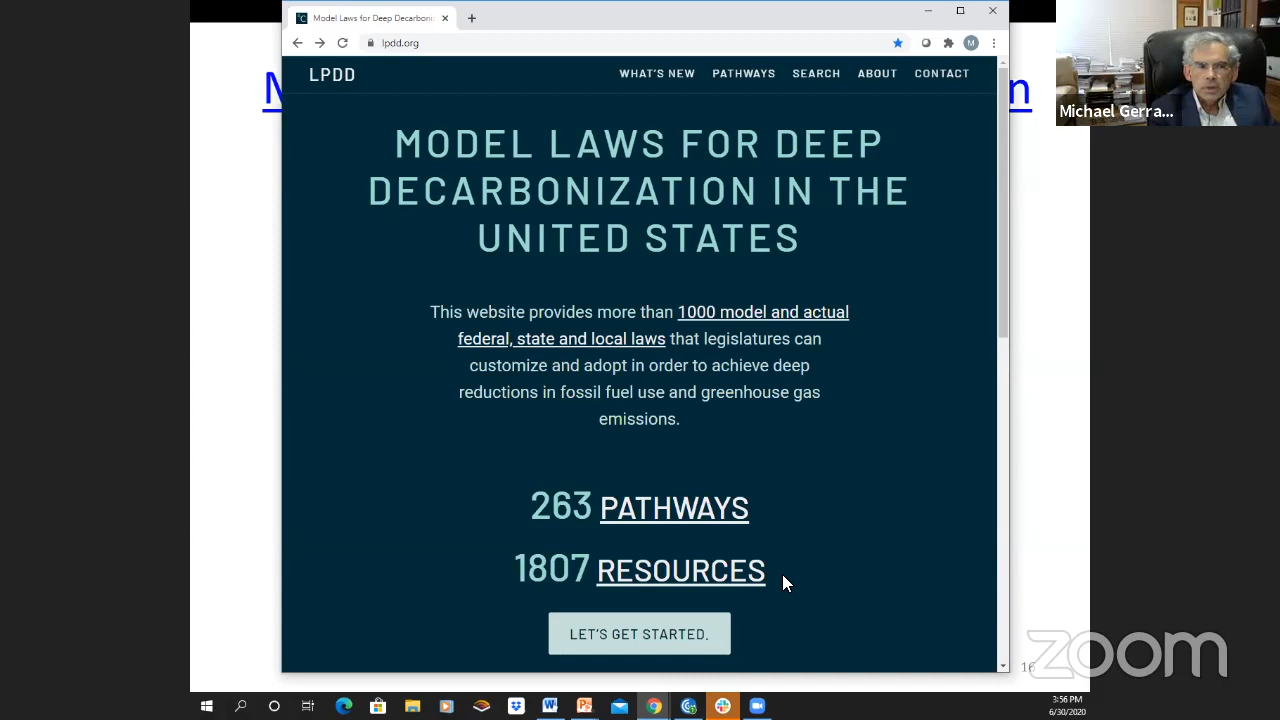 Model Laws for Deep Decarboni
lpdd.org
M
LPDD
WHAT'S NEW PATHWAYS SEARCH ABOUT CONTACT
MODEL LAWS FOR DEEP
DECARBONIZATION IN THE
UNITED STATES
This website provides more than 1000 model and actual
federal, state and local laws that legislatures can
customize and adopt in order to achieve deep
reductions in fossil fuel use and greenhouse gas
emissions.
263 PATHWAYS
1807 RESOURCES
LET'S GET STARTED.
Michael Gerra...
16
zoom
3:56 PM
6/30/2020